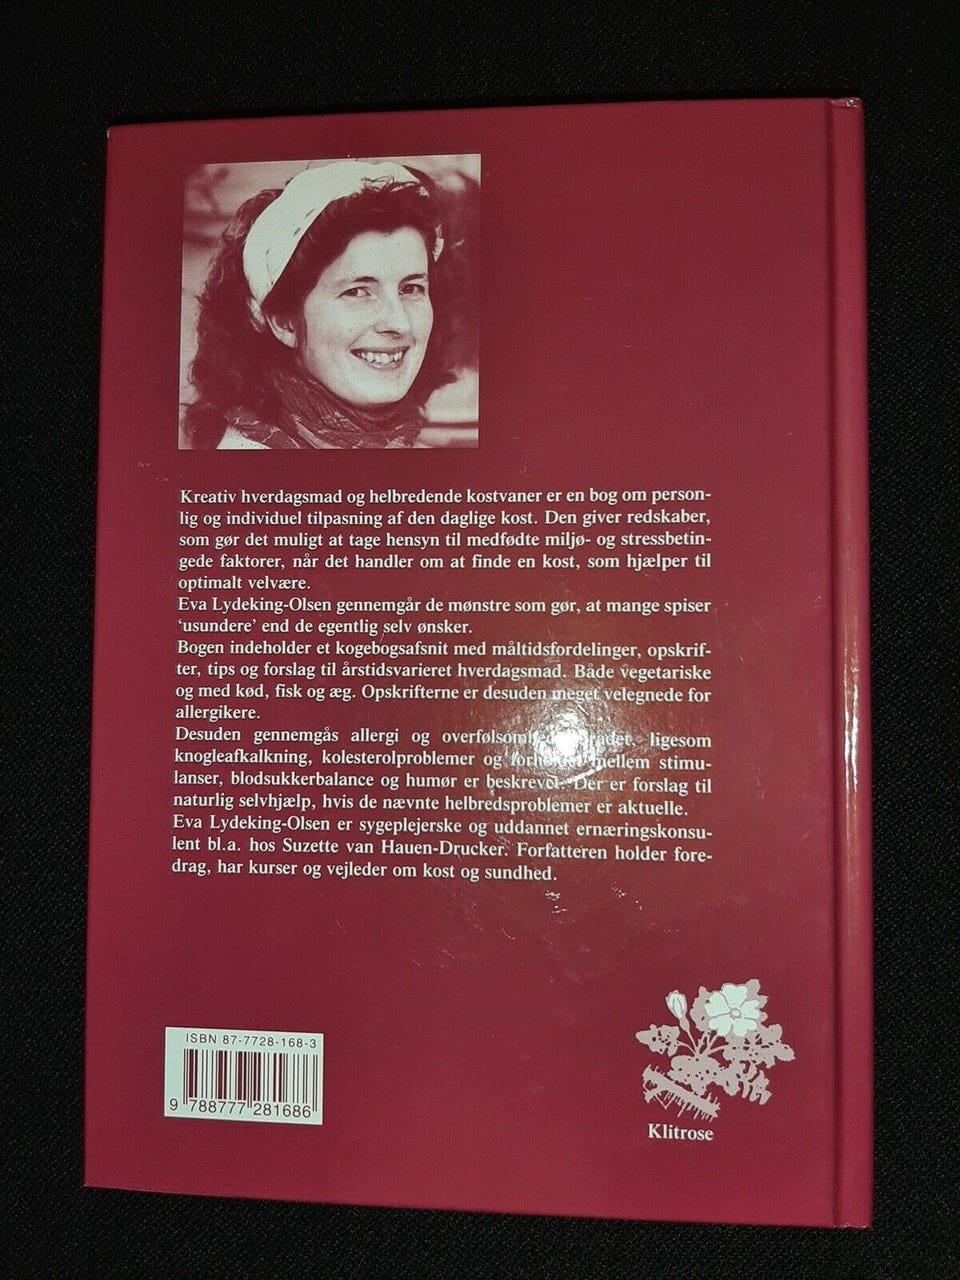 Kreativ hverdagsmad og helbredende kostvaner er en bog om person-
lig og individuel tilpasning af den daglige kost. Den giver redskaber,
som gør det muligt at tage hensyn til medfødte miljø- og stressbetin-
gede faktorer, når det handler om at finde en kost, som hjælper til
optimalt velvære.
Eva Lydeking-Olsen gennemgår de mønstre som gør, at mange spiser
‘usundere’ end de egentlig selv ønsker.
Bogen indeholder et kogebogsafsnit med måltidsfordelinger, opskrif-
ter, tips og forslag til årstidsvarieret hverdagsmad. Både vegetariske
og med kød, fisk og æg. Opskrifterne er desuden meget velegnede for
allergikere.
Desuden gennemgås allergi og ligesom
knogleafkalkning, kolesterolproblemer og forholdet mellem stimu-
lanser, blodsukkerbalance og humør er beskrevet. Der er forslag til
naturlig selvhjælp, hvis de nævnte helbredsproblemer er aktuelle.
Eva Lydeking-Olsen er sygeplejerske og uddannet ernæringskonsu-
lent bl.a. hos Suzette van Hauen-Drucker. Forfatteren holder fore-
drag, har kurser og vejleder om kost og sundhed.
ISBN 87-7728-168-3
9 788777 281686
Klitrose